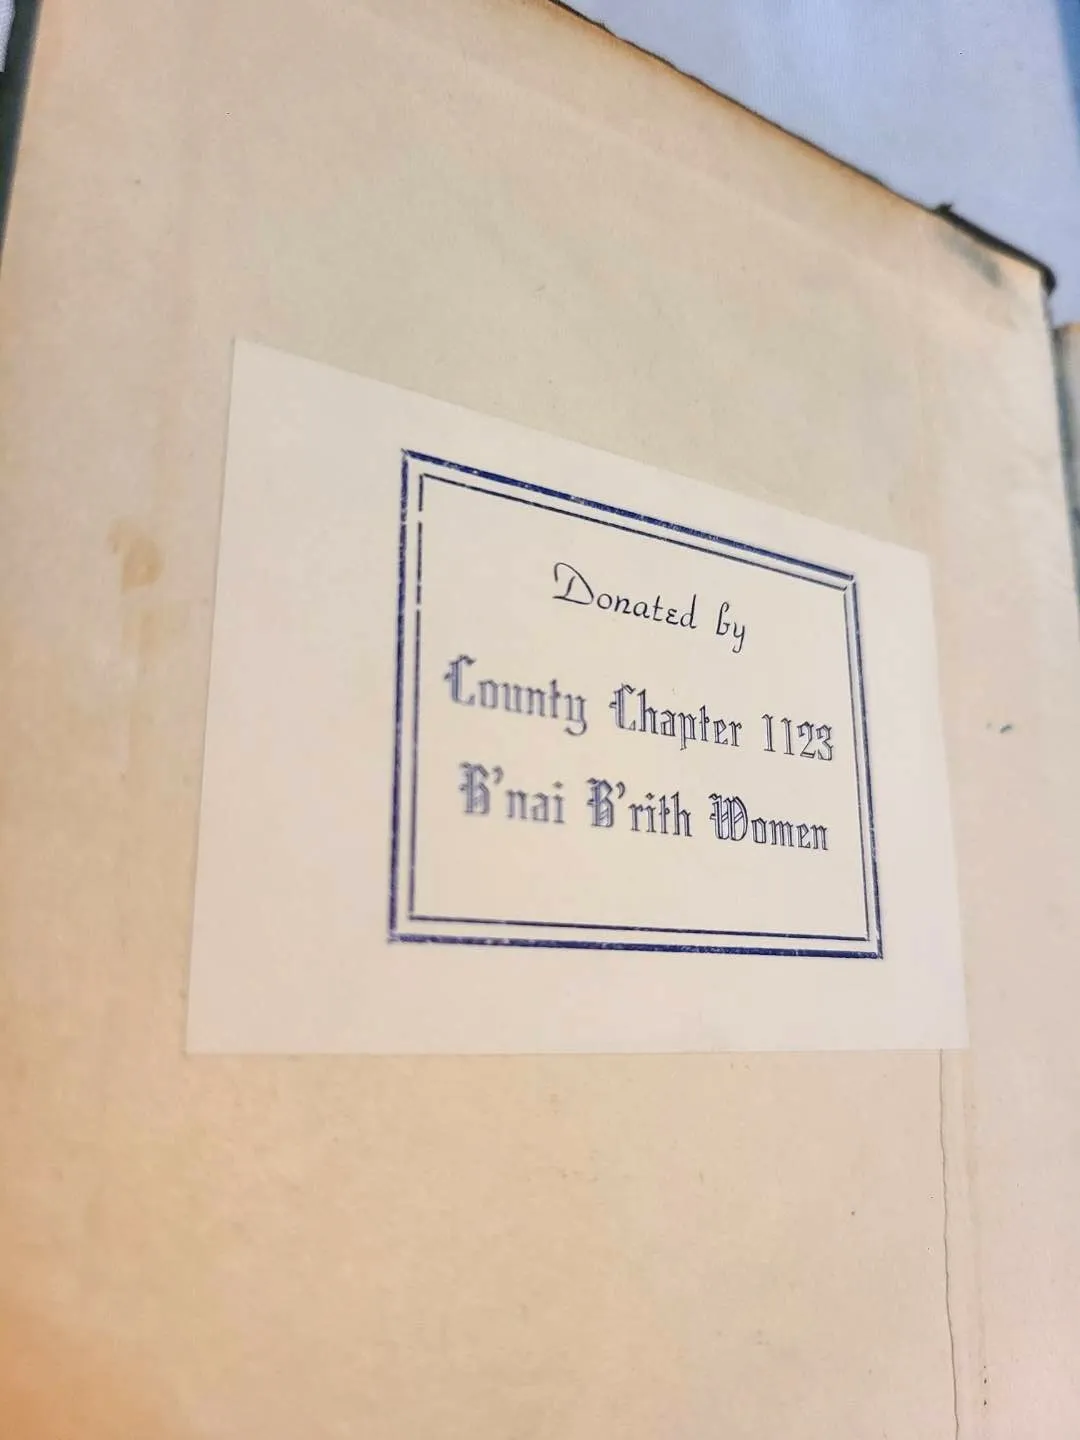 Donated by
County Chapter 1123
B'nai B'rith Women